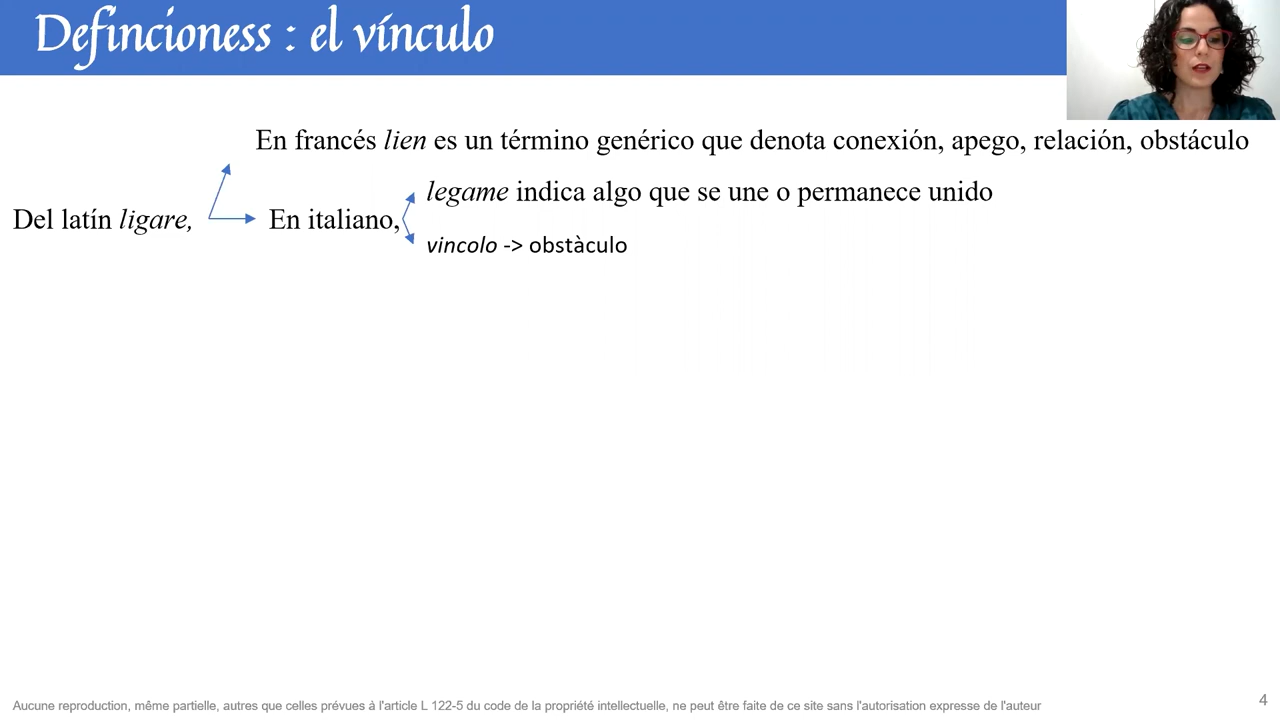 Defincioness : el vínculo
En francés lien es un término genérico que denota conexión, apego, relación, obstáculo
legame indica algo que se une o permanece unido
Del latín ligare, En italiano,
vincolo -> obstàculo
Aucune reproduction, même partielle, autres que celles prévues à l'article L 122-5 du code de la propriété intellectuelle, ne peut être faite de ce site sans l'autorisation expresse de l'auteur
4